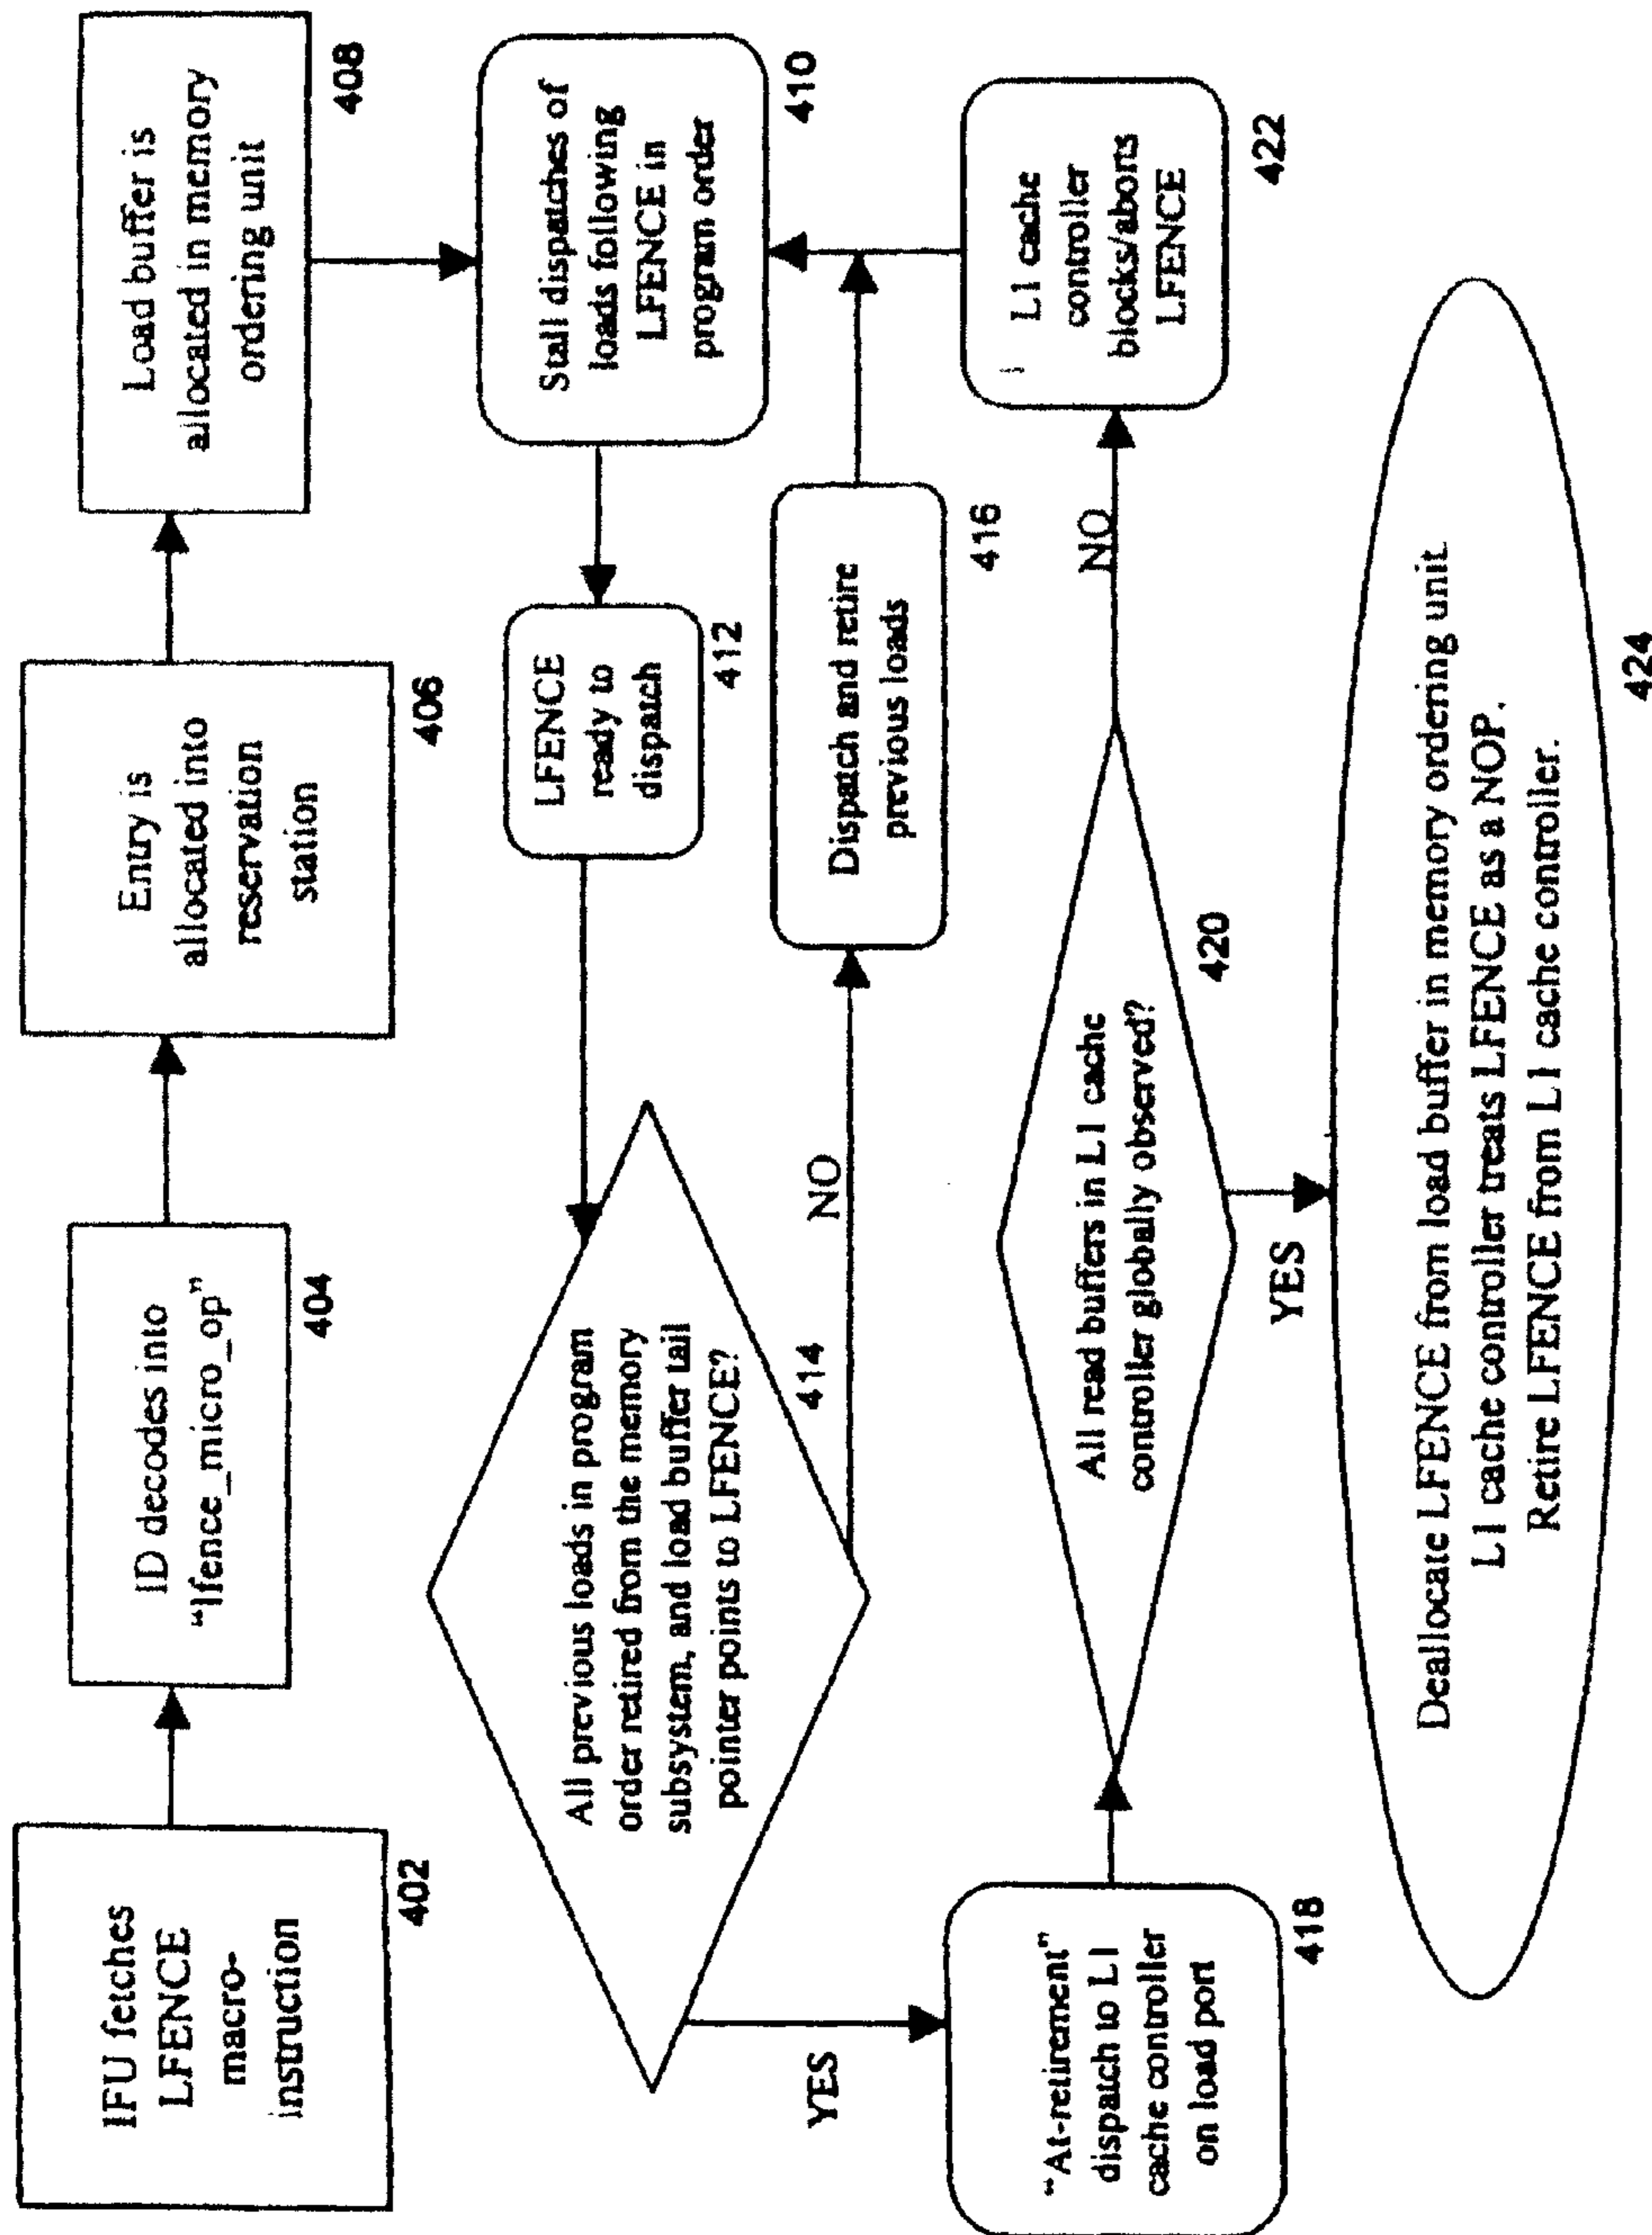 IFU fetches
LFENCE
macro-
instruction
402
ID decodes into
“lfence_micro_op”
404
Entry is
allocated into
reservation
station
406
Load buffer is
allocated in memory
ordering unit
408
Stall dispatches of
loads following
LFENCE in
program order
410
LFENCE
ready to
dispatch
412
All previous loads in program
order retired from the memory
subsystem, and load buffer tail
pointer points to LFENCE?
414
NO
Dispatch and retire
previous loads
416
YES
“At-retirement”
dispatch to L1
cache controller
on load port
418
All read buffers in L1 cache
controller globally observed?
420
NO
L1 cache
controller
blocks/aborts
LFENCE
422
YES
Deallocate LFENCE from load buffer in memory ordering unit
L1 cache controller treats LFENCE as a NOP.
Retire LFENCE from L1 cache controller.
424